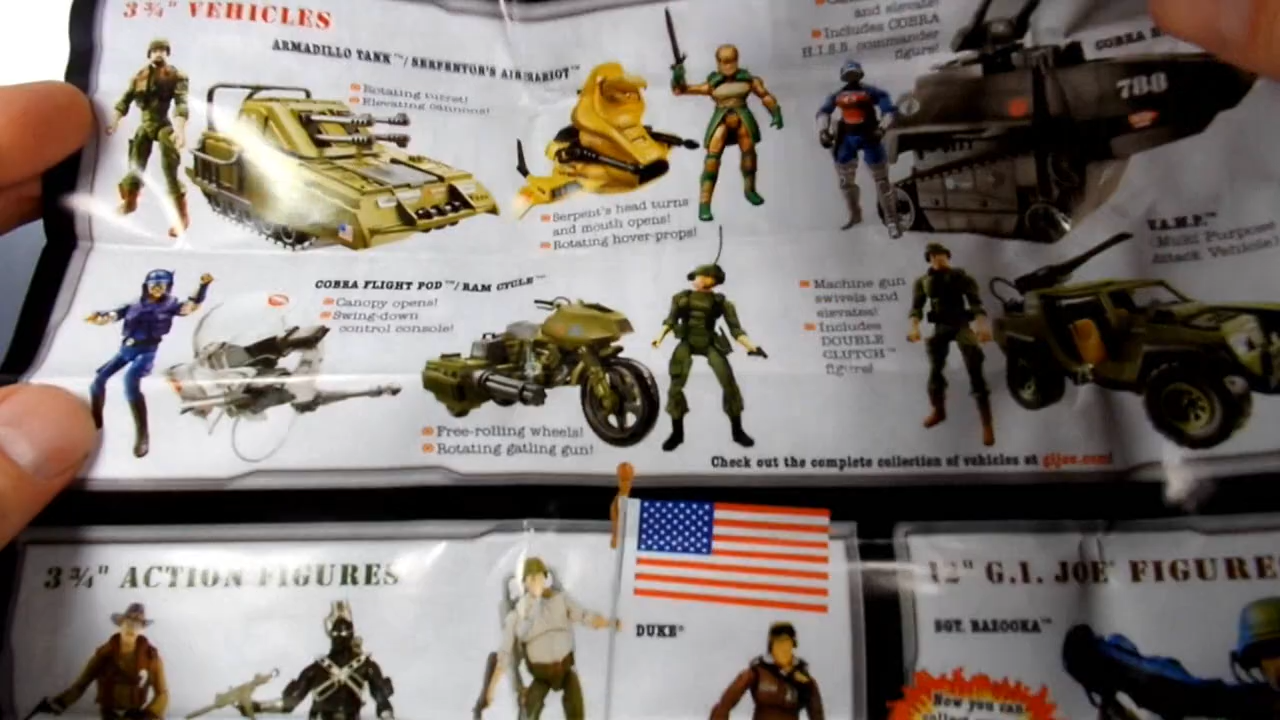 3 3/4" VEHICLES
ARMADILLO TANK™/SERPENTOR'S AIR CHARIOT™
Rotating turret!
Elevating cannons!
Serpent's head turns
and mouth opens!
Rotating hover-props!
and elevate!
Includes COBRA
H.I.S.S. commander
figure!
COBRA
788
COBRA FLIGHT POD™/RAM CYCLE™
Canopy opens!
Swing-down
control console!
Free-rolling wheels!
Rotating gatling gun!
V.A.M.P.™
Multi Purpose
Attack Vehicle
Machine gun
swivels and
elevates!
Includes
DOUBLE
CLUTCH™
figure!
Check out the complete collection of vehicles at gijoe.com!
3 3/4" ACTION FIGURES
DUKE®
12" G.I. JOE® FIGURE
SGT. BAZOOKA™
Now you can